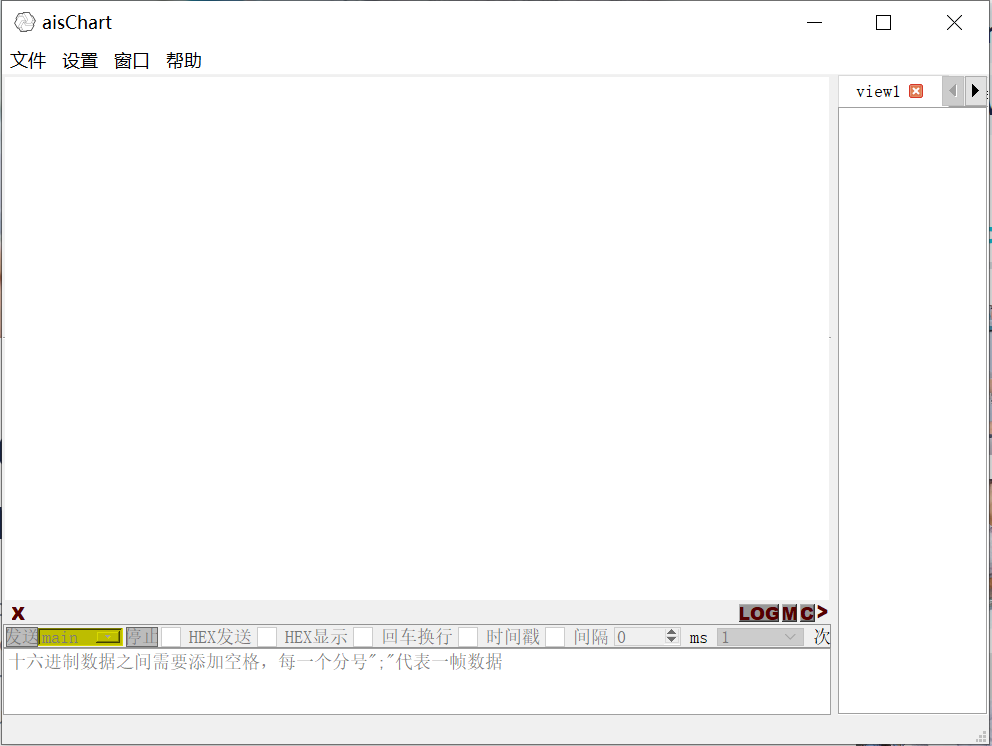 aisChart
文件 设置 窗口 帮助
view1
X LOG M C >
发送 main 停止 HEX发送 HEX显示 回车换行 时间戳 间隔 0 ms 1 次
十六进制数据之间需要添加空格，每一个分号";"代表一帧数据